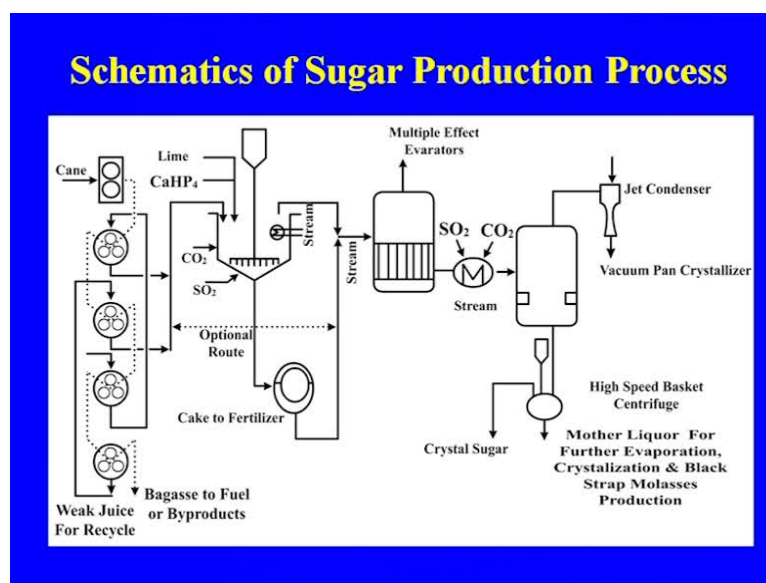 Schematics of Sugar Production Process
Cane
Lime
CaHP₄
CO₂
SO₂
Stream
Optional
Route
Cake to Fertilizer
Weak Juice
For Recycle
Bagasse to Fuel
or Byproducts
Stream
Multiple Effect
Evarators
SO₂ CO₂
Stream
Jet Condenser
Vacuum Pan Crystallizer
High Speed Basket
Centrifuge
Crystal Sugar
Mother Liquor For
Further Evaporation,
Crystalization & Black
Strap Molasses
Production